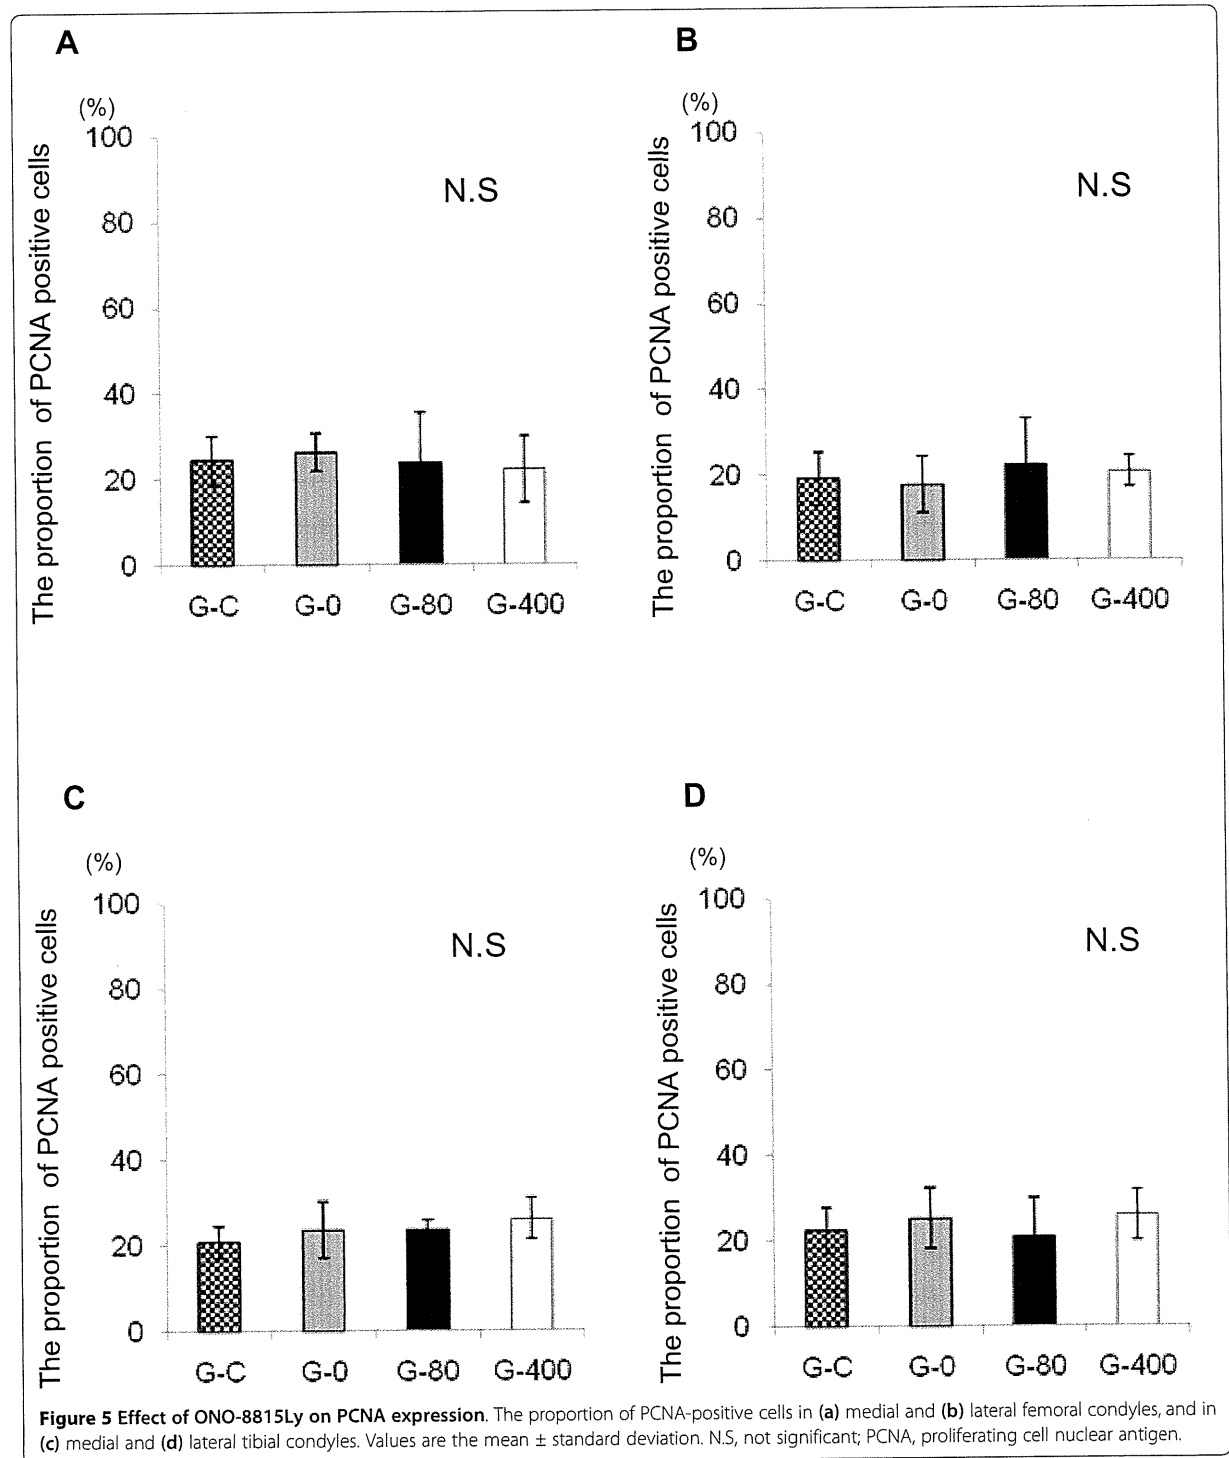 A
(%)
The proportion of PCNA positive cells
100
80
60
40
20
0
N.S
G-C G-0 G-80 G-400
B
(%)
The proportion of PCNA positive cells
100
80
60
40
20
0
N.S
G-C G-0 G-80 G-400
C
(%)
The proportion of PCNA positive cells
100
80
60
40
20
0
N.S
G-C G-0 G-80 G-400
D
(%)
The proportion of PCNA positive cells
100
80
60
40
20
0
N.S
G-C G-0 G-80 G-400
Figure 5 Effect of ONO-8815Ly on PCNA expression. The proportion of PCNA-positive cells in (a) medial and (b) lateral femoral condyles, and in
(c) medial and (d) lateral tibial condyles. Values are the mean ± standard deviation. N.S, not significant; PCNA, proliferating cell nuclear antigen.